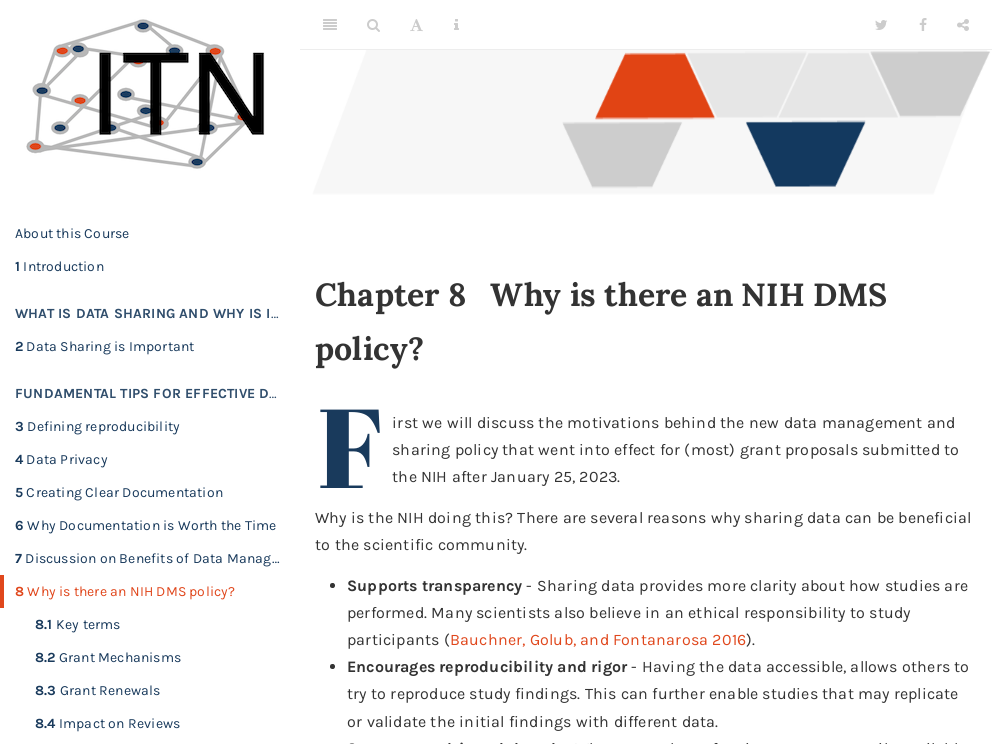 ITN
About this Course
1 Introduction
WHAT IS DATA SHARING AND WHY IS I...
2 Data Sharing is Important
FUNDAMENTAL TIPS FOR EFFECTIVE D...
3 Defining reproducibility
4 Data Privacy
5 Creating Clear Documentation
6 Why Documentation is Worth the Time
7 Discussion on Benefits of Data Manag...
8 Why is there an NIH DMS policy?
8.1 Key terms
8.2 Grant Mechanisms
8.3 Grant Renewals
8.4 Impact on Reviews
Chapter 8 Why is there an NIH DMS
policy?
First we will discuss the motivations behind the new data management and
sharing policy that went into effect for (most) grant proposals submitted to
the NIH after January 25, 2023.
Why is the NIH doing this? There are several reasons why sharing data can be beneficial
to the scientific community.
• Supports transparency - Sharing data provides more clarity about how studies are
performed. Many scientists also believe in an ethical responsibility to study
participants (Bauchner, Golub, and Fontanarosa 2016).
• Encourages reproducibility and rigor - Having the data accessible, allows others to
try to reproduce study findings. This can further enable studies that may replicate
or validate the initial findings with different data.